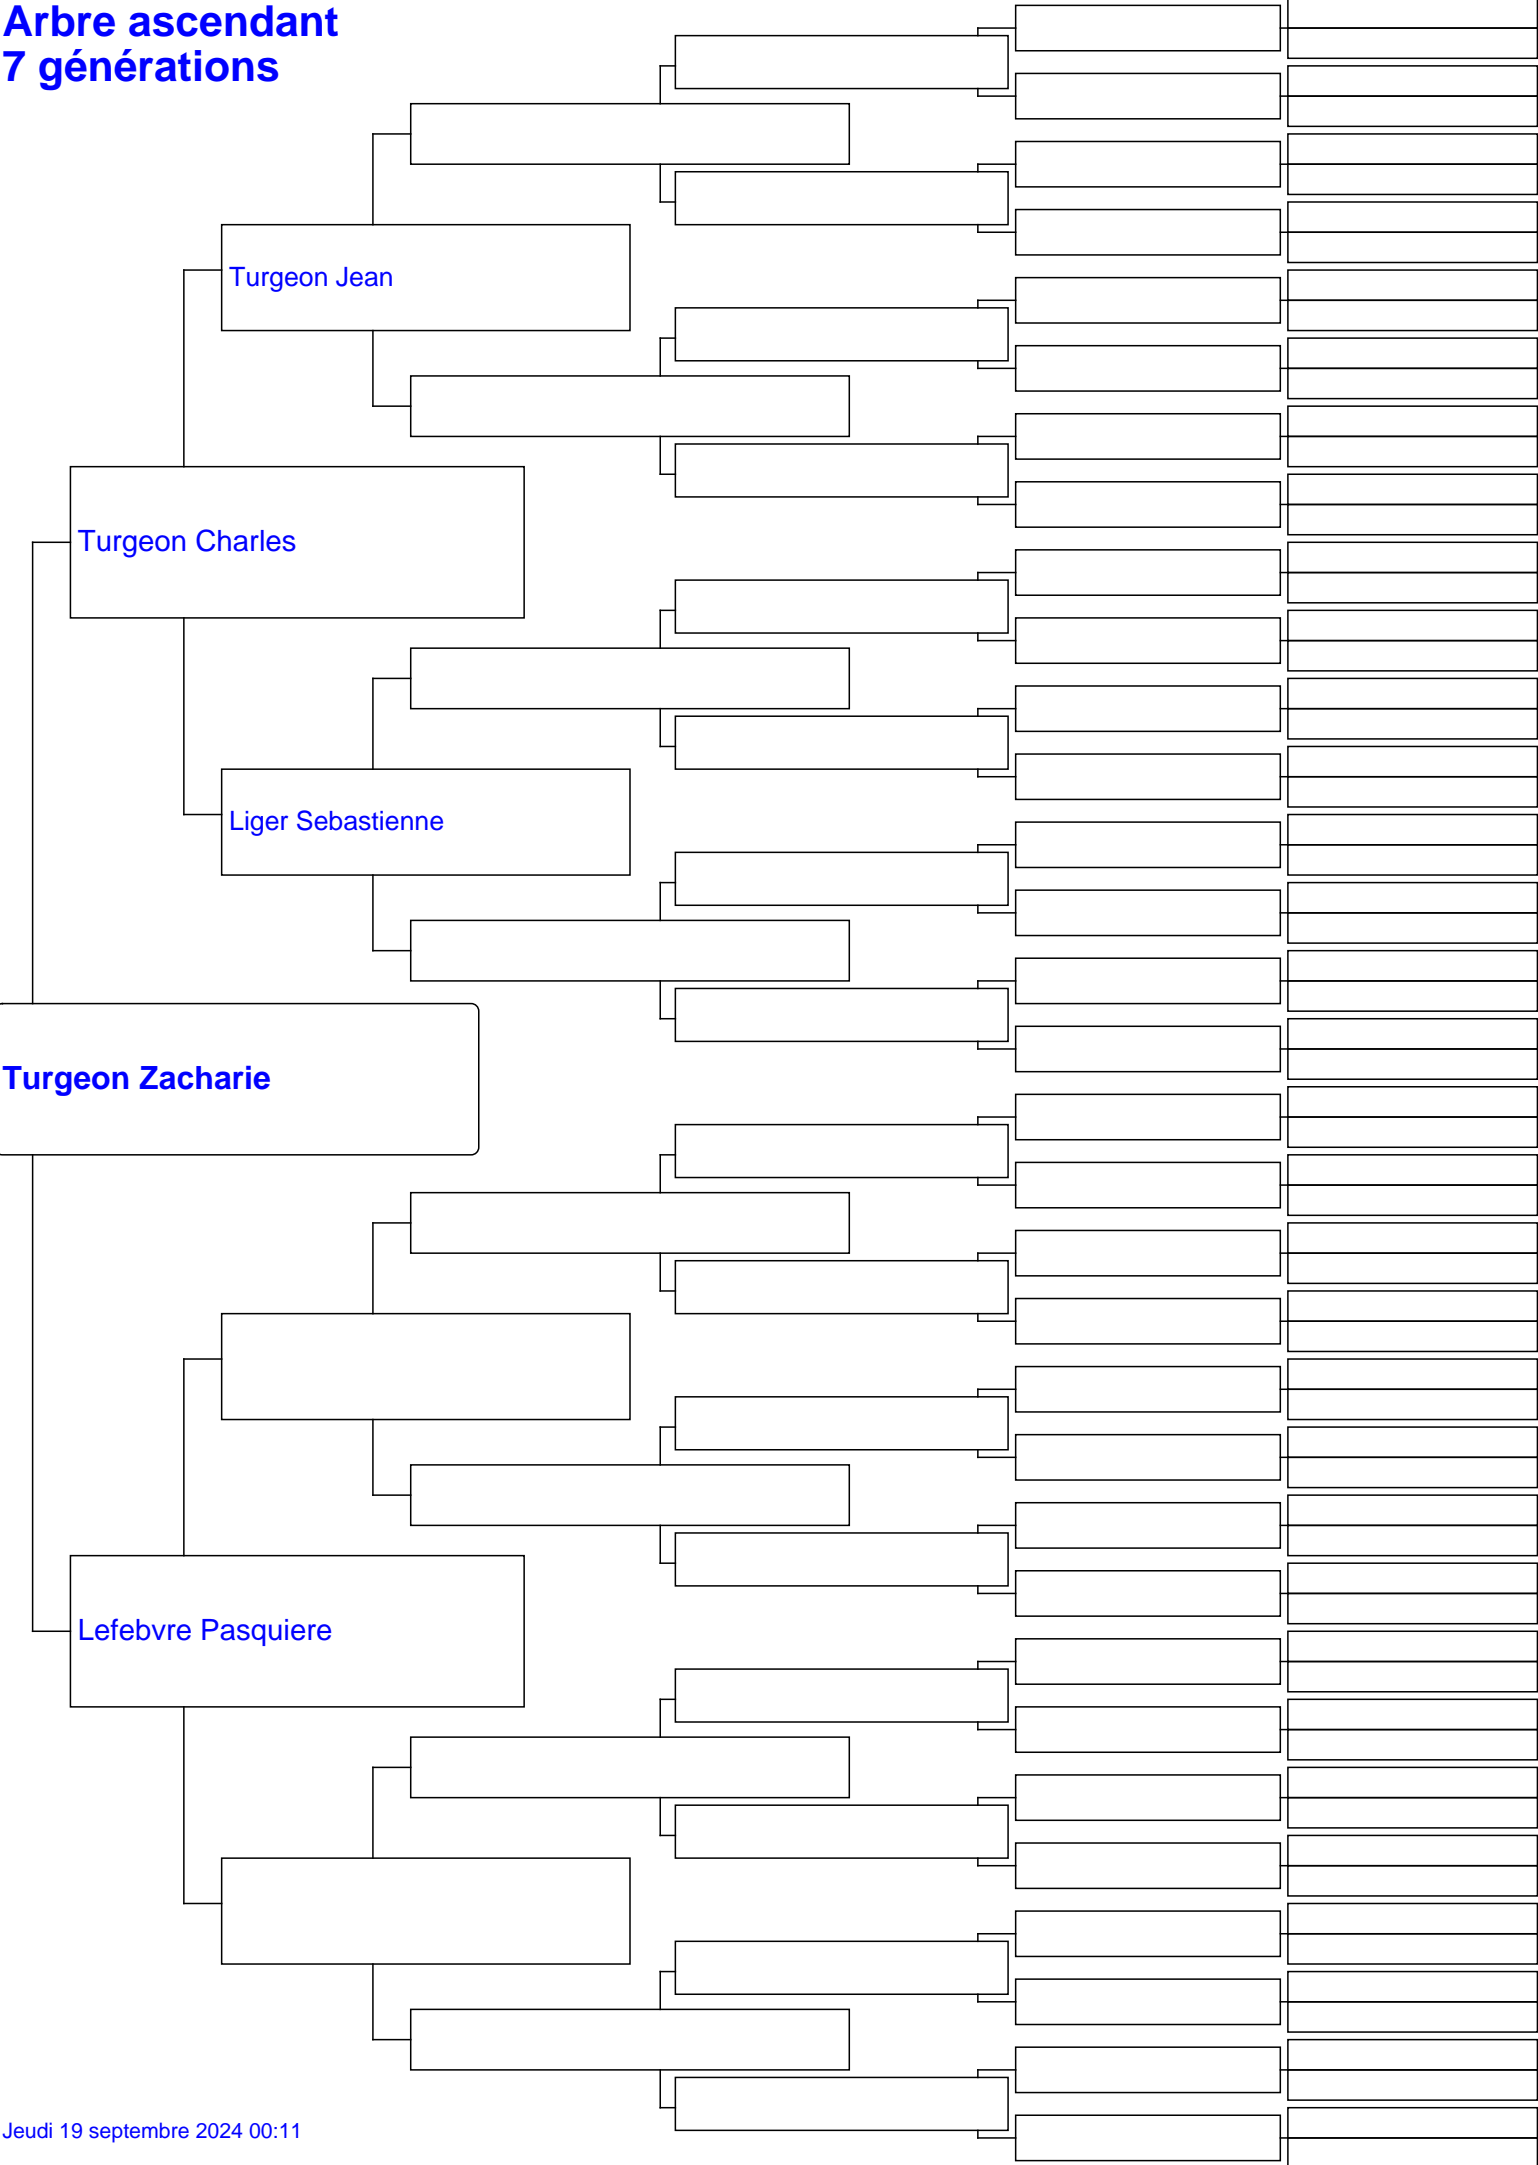 Arbre ascendant
7 générations
Turgeon Jean
Turgeon Charles
Liger Sebastienne
Turgeon Zacharie
Lefebvre Pasquiere
Jeudi 19 septembre 2024 00:11